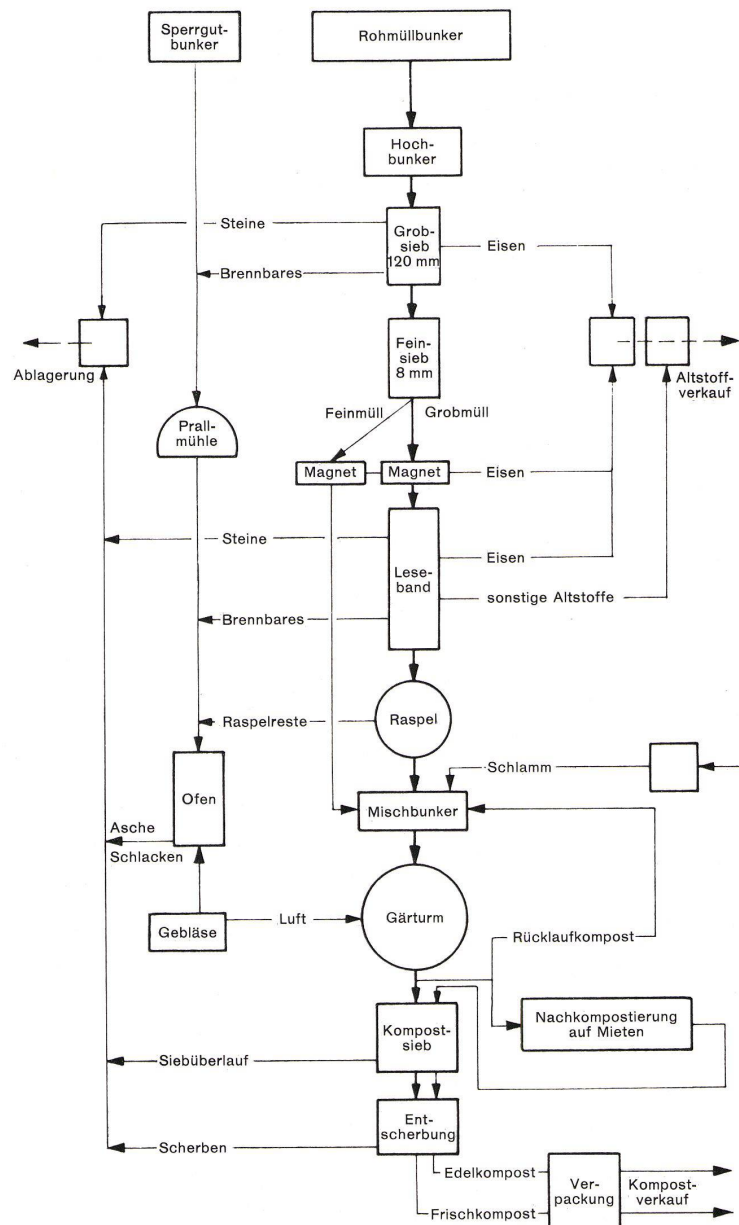 Sperrgut-
bunker
Rohmüllbunker
Hoch-
bunker
Steine
Grob-
sieb
120 mm
Eisen
Brennbares
Fein-
sieb
8 mm
Ablagerung
Altstoff-
verkauf
Feinmüll
Grobmüll
Prall-
mühle
Magnet
Magnet
Eisen
Steine
Eisen
Lese-
band
sonstige Altstoffe
Brennbares
Raspelreste
Raspel
Schlamm
Ofen
Mischbunker
Asche
Schlacken
Gebläse
Luft
Gärturm
Rücklaufkompost
Kompost-
sieb
Nachkompostierung
auf Mieten
Siebüberlauf
Ent-
scherbung
Scherben
Edelkompost
Ver-
packung
Kompost-
verkauf
Frischkompost